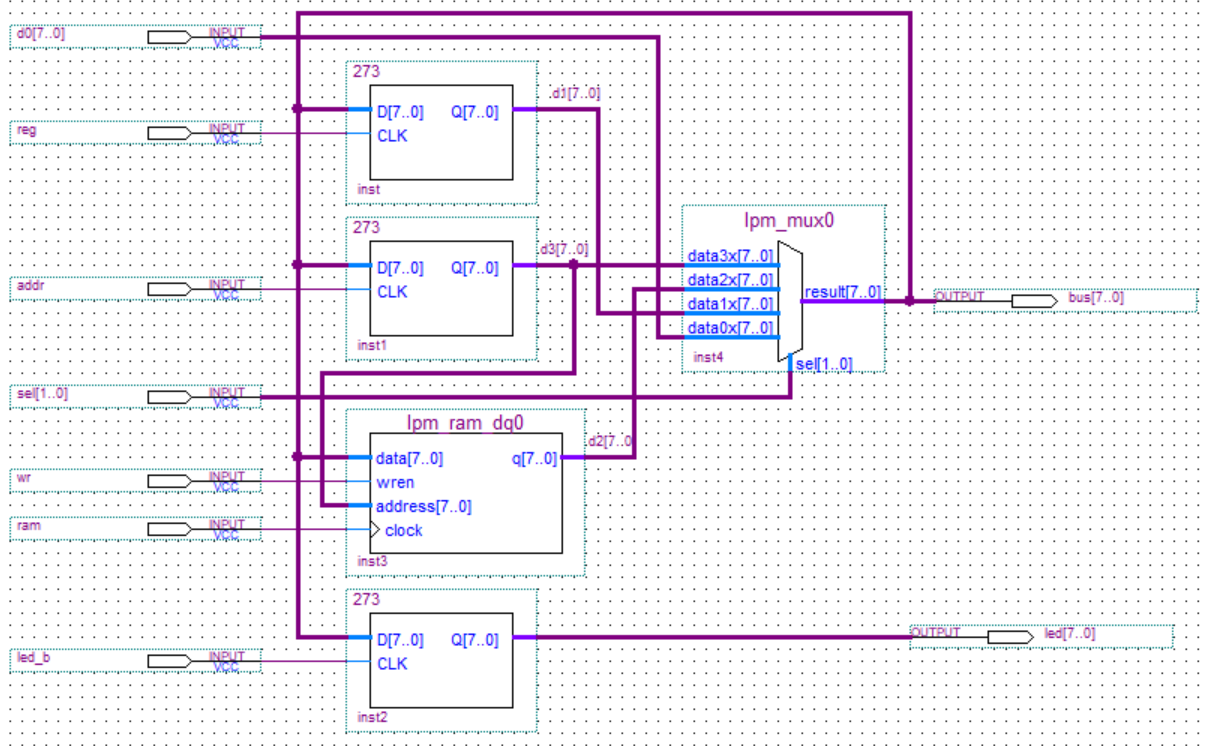 d0[7..0]
INPUT
VCC
273
D[7..0] Q[7..0]
CLK
inst
d1[7..0]
reg
INPUT
VCC
273
D[7..0] Q[7..0]
CLK
inst1
d3[7..0]
addr
INPUT
VCC
lpm_mux0
data3x[7..0]
data2x[7..0]
data1x[7..0]
data0x[7..0]
result[7..0]
sel[1..0]
inst4
OUTPUT
bus[7..0]
sel[1..0]
INPUT
VCC
lpm_ram_dq0
data[7..0] q[7..0]
wren
address[7..0]
clock
inst3
d2[7..0
wr
INPUT
VCC
ram
INPUT
VCC
273
D[7..0] Q[7..0]
CLK
inst2
OUTPUT
led[7..0]
led_b
INPUT
VCC